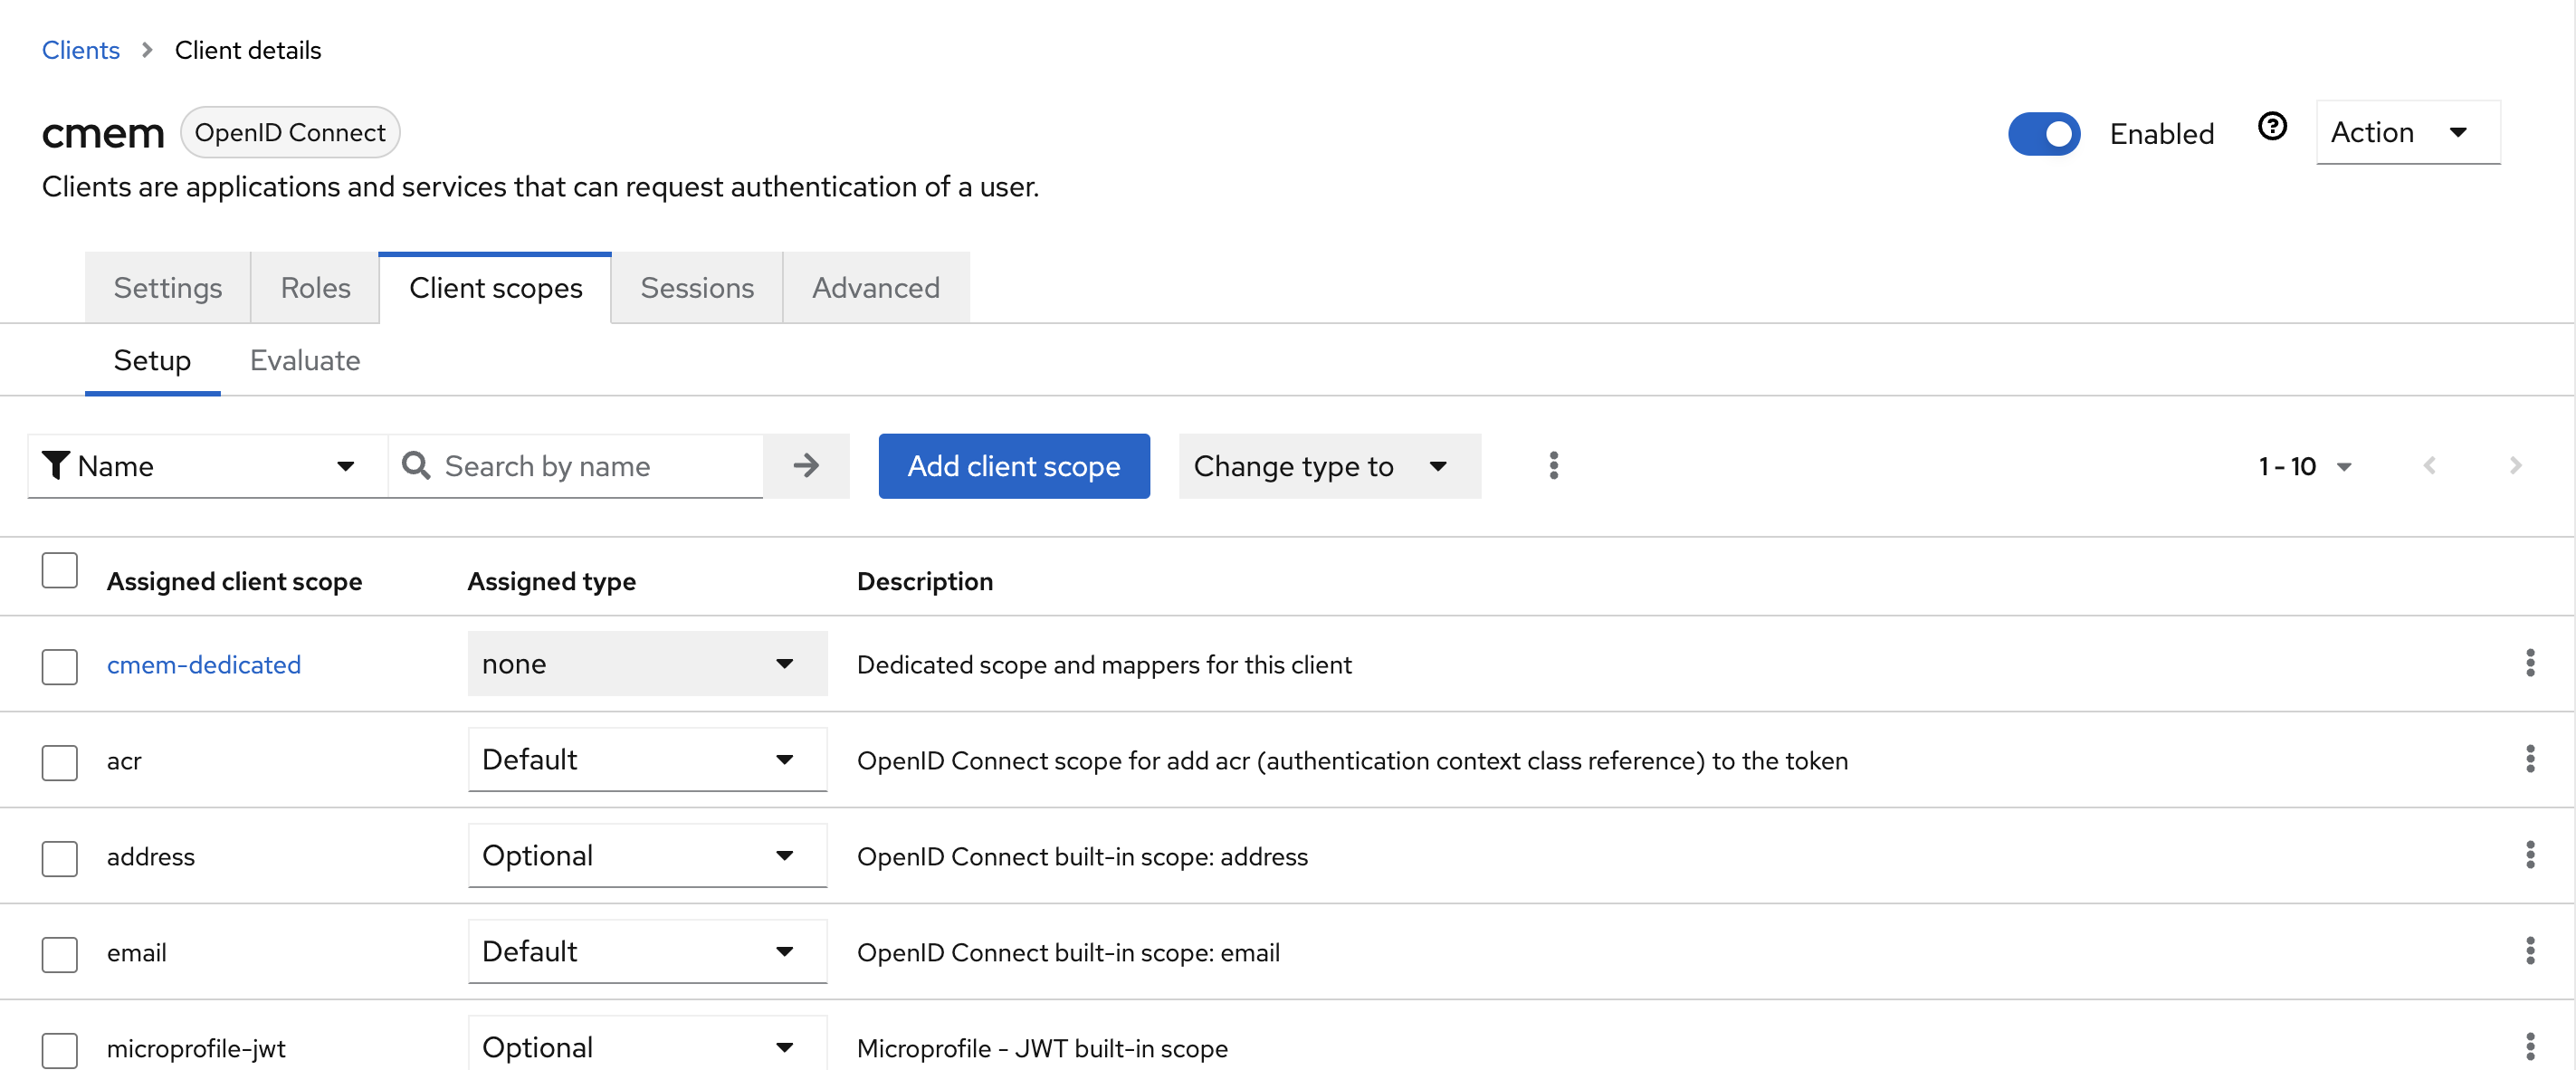 Clients > Client details
cmem OpenID Connect
Enabled ? Action
Clients are applications and services that can request authentication of a user.
Settings Roles Client scopes Sessions Advanced
Setup Evaluate
Name Search by name Add client scope Change type to 1 - 10
Assigned client scope Assigned type Description
cmem-dedicated none Dedicated scope and mappers for this client
acr Default OpenID Connect scope for add acr (authentication context class reference) to the token
address Optional OpenID Connect built-in scope: address
email Default OpenID Connect built-in scope: email
microprofile-jwt Optional Microprofile - JWT built-in scope